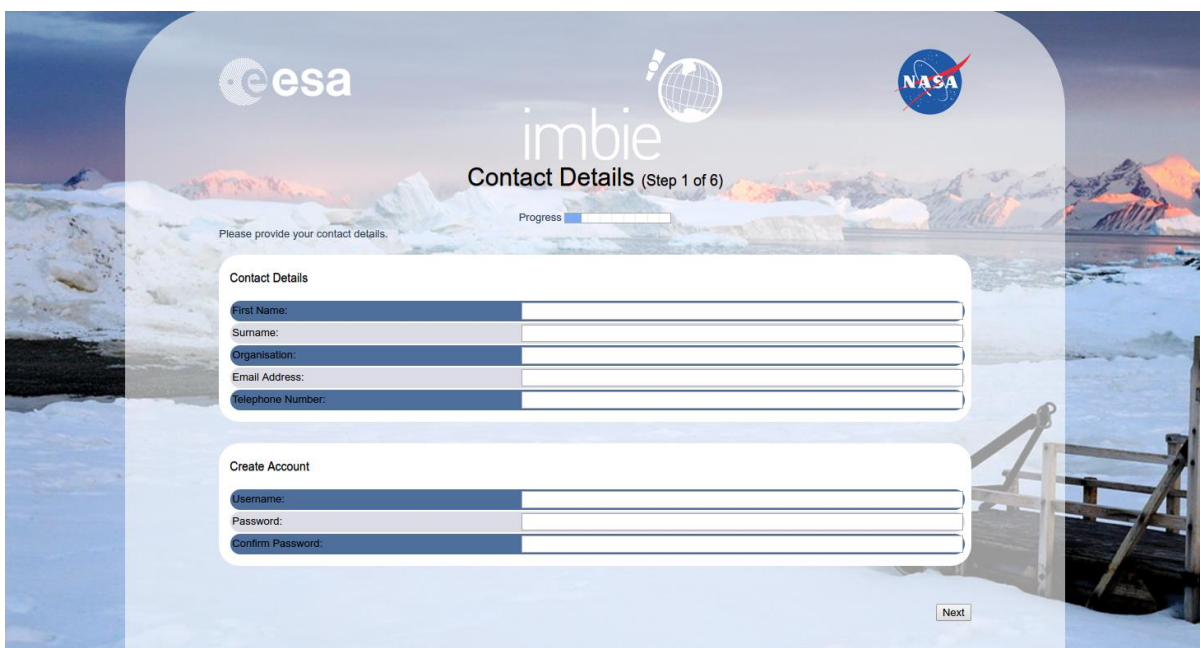 esa
NASA
imbie
Contact Details (Step 1 of 6)
Progress
Please provide your contact details.
Contact Details
First Name:
Surname:
Organisation:
Email Address:
Telephone Number:
Create Account
Username:
Password:
Confirm Password:
Next